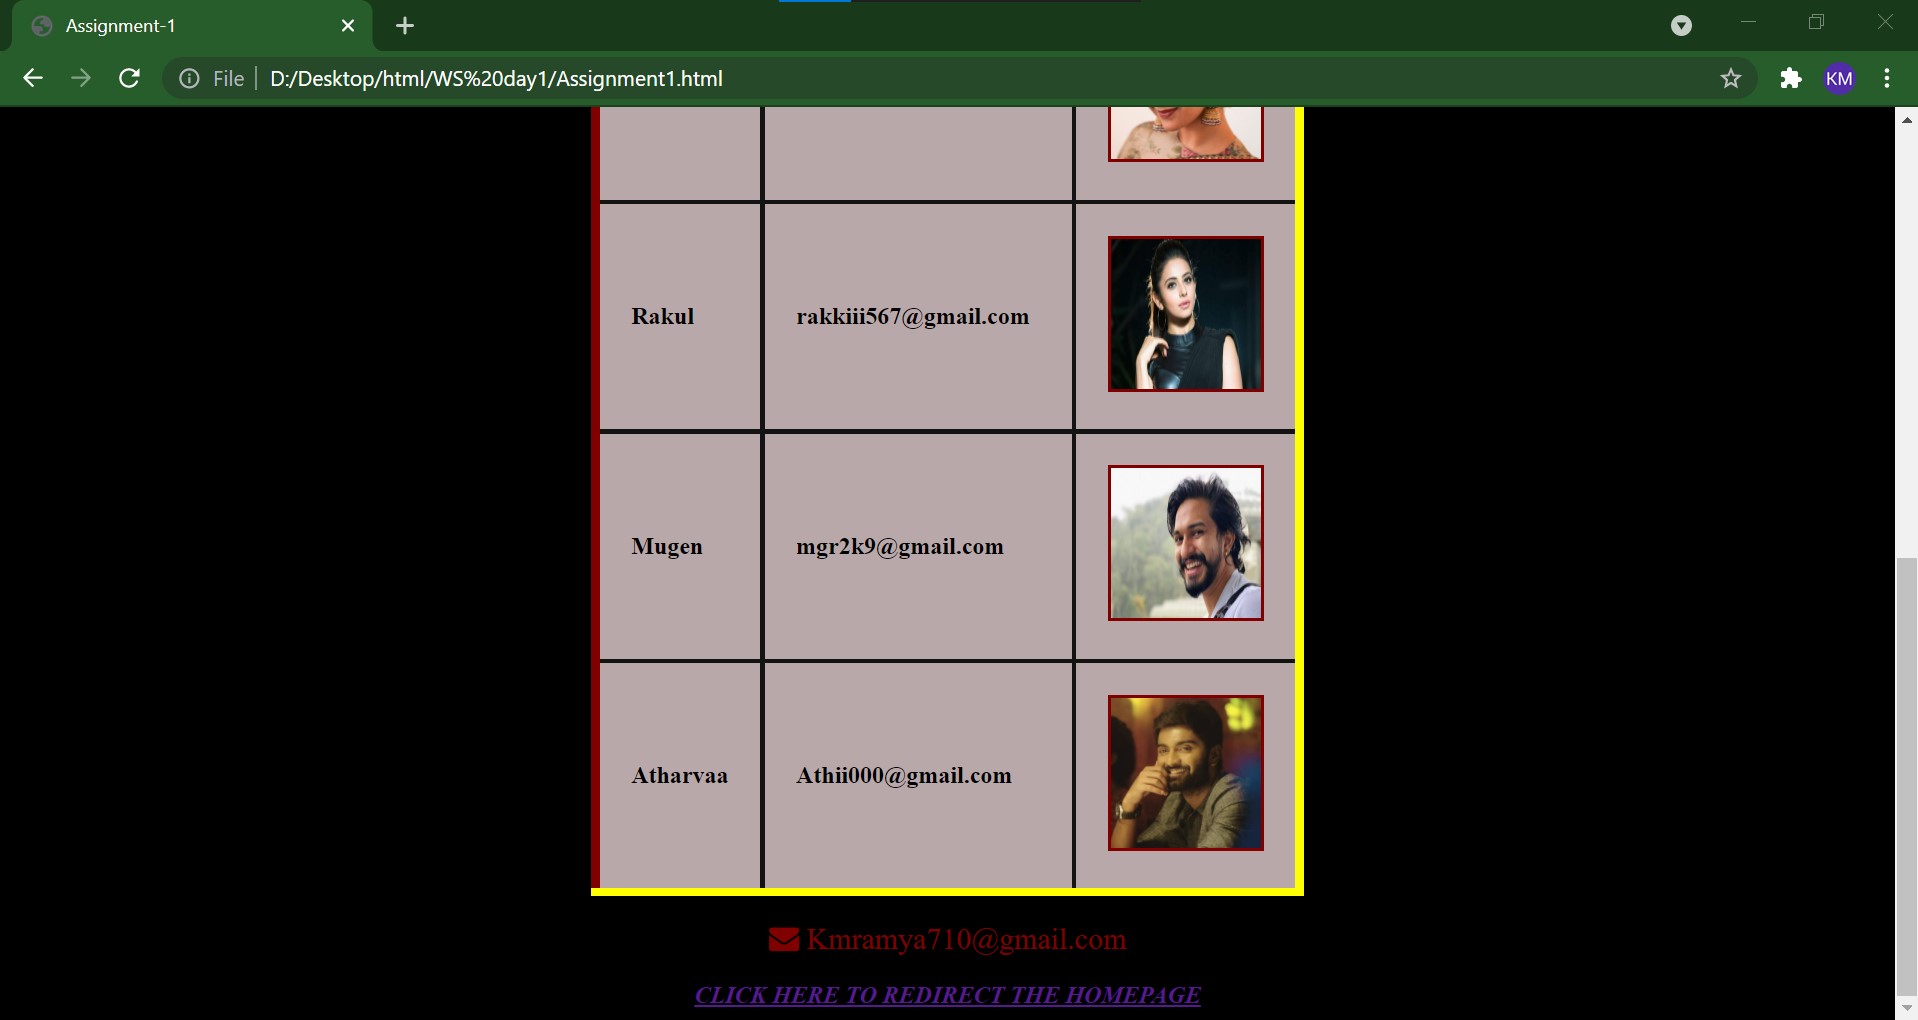 Assignment-1
File D:/Desktop/html/WS%20day1/Assignment1.html
KM
Rakul rakkiii567@gmail.com
Mugen mgr2k9@gmail.com
Atharvaa Athii000@gmail.com
Kmramya710@gmail.com
CLICK HERE TO REDIRECT THE HOMEPAGE